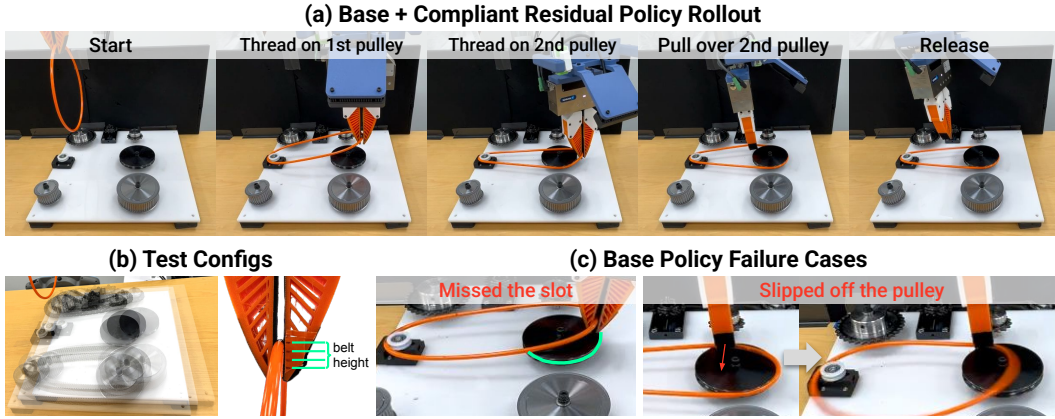 (a) Base + Compliant Residual Policy Rollout
Start
Thread on 1st pulley
Thread on 2nd pulley
Pull over 2nd pulley
Release
(b) Test Configs
belt
height
(c) Base Policy Failure Cases
Missed the slot
Slipped off the pulley